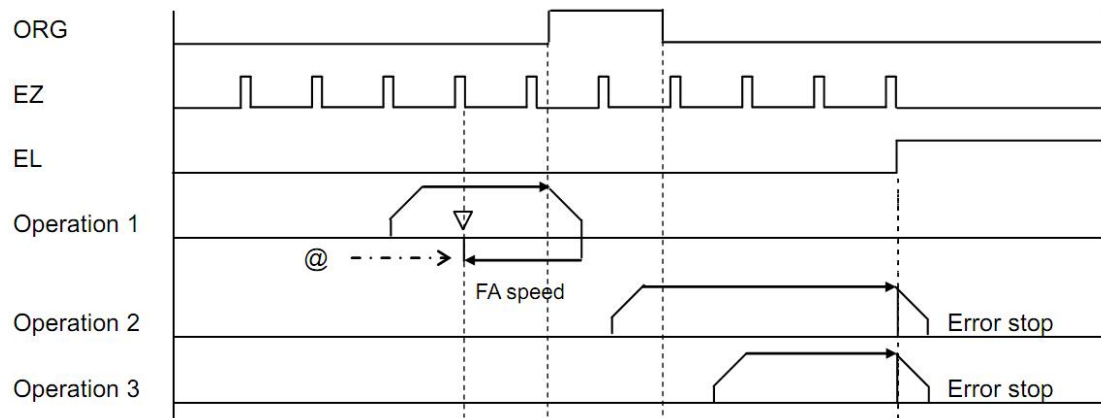 ORG
EZ
EL
Operation 1
@
FA speed
Operation 2
Error stop
Operation 3
Error stop